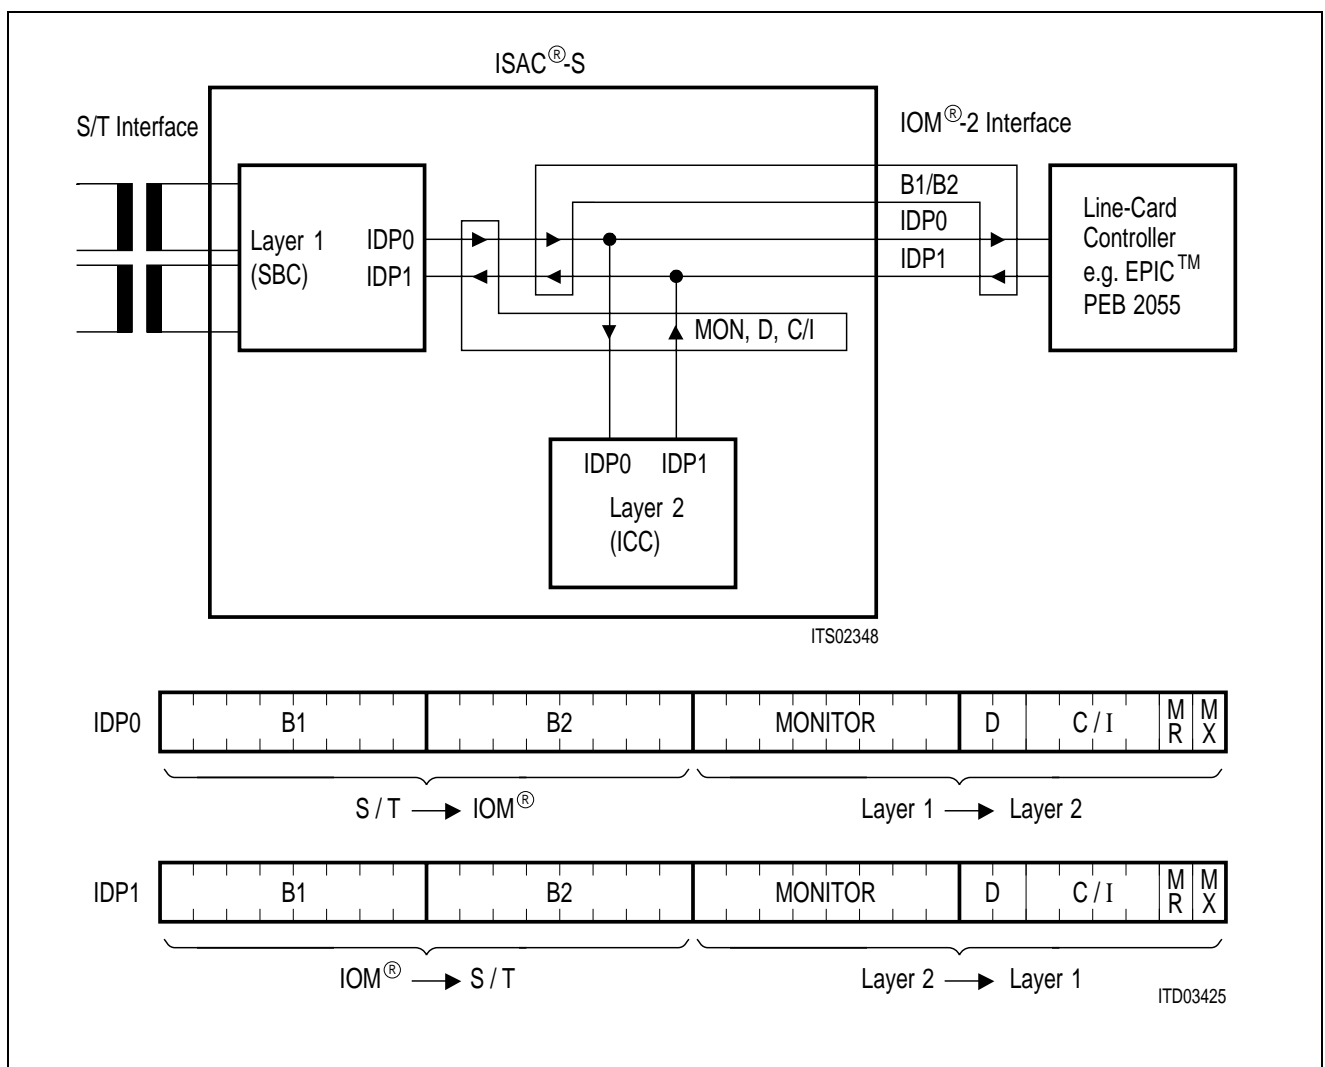 ISAC®-S
S/T Interface
IOM®-2 Interface
B1/B2
IDP0
IDP1
Layer 1
(SBC)
IDP0
IDP1
Line-Card
Controller
e.g. EPIC™
PEB 2055
MON, D, C/I
IDP0 IDP1
Layer 2
(ICC)
ITS02348
IDP0 B1 B2 MONITOR D C/I MR MX
S/T → IOM® Layer 1 → Layer 2
IDP1 B1 B2 MONITOR D C/I MR MX
IOM® → S/T Layer 2 → Layer 1
ITD03425